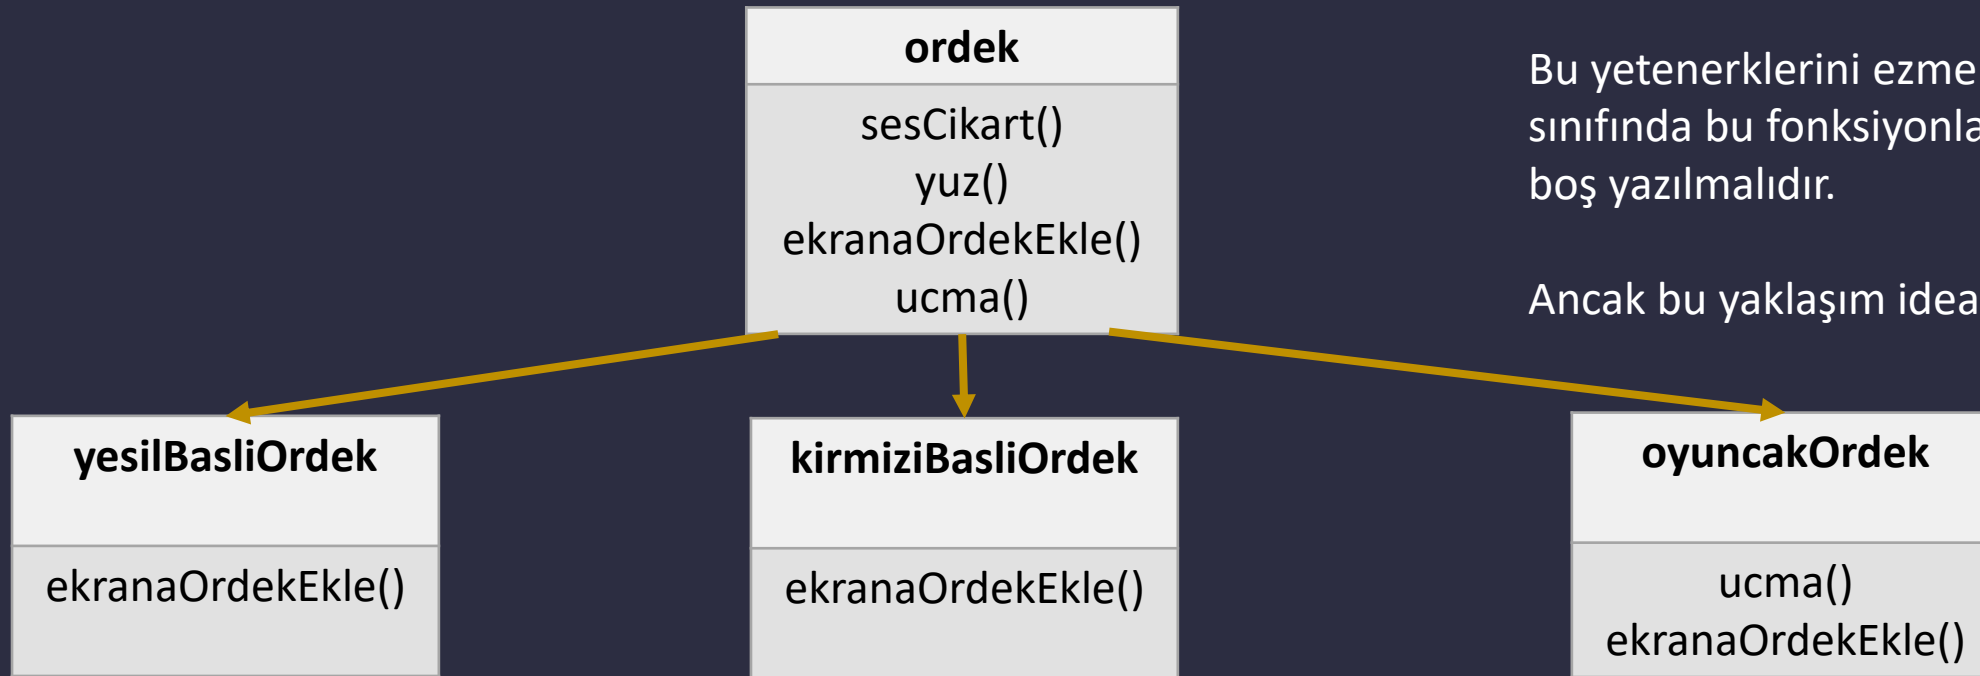 ordek
sesCikart()
yuz()
ekranaOrdekEkle()
ucma()
Bu yetenerklerini ezme
sınıfında bu fonksiyonla
boş yazılmalıdır.
Ancak bu yaklaşım idea
yesilBasliOrdek
ekranaOrdekEkle()
kirmiziBasliOrdek
ekranaOrdekEkle()
oyuncakOrdek
ucma()
ekranaOrdekEkle()